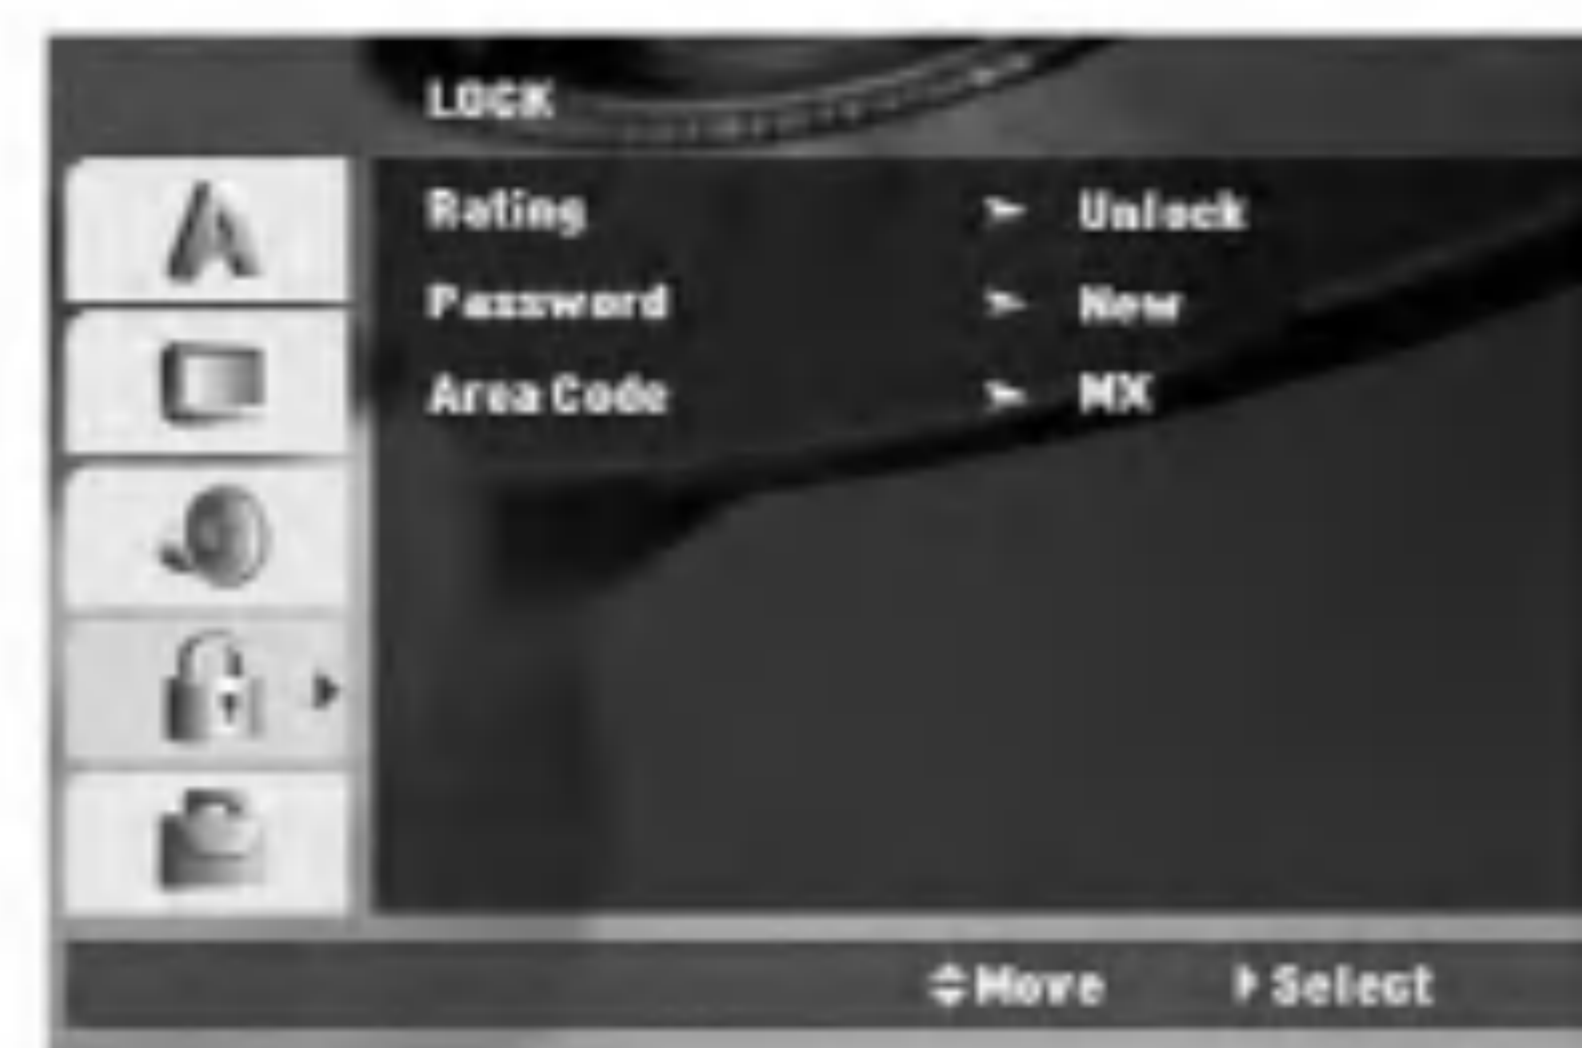 LOCK
Rating ► Unlock
Password ► New
Area Code ► MX
Move Select